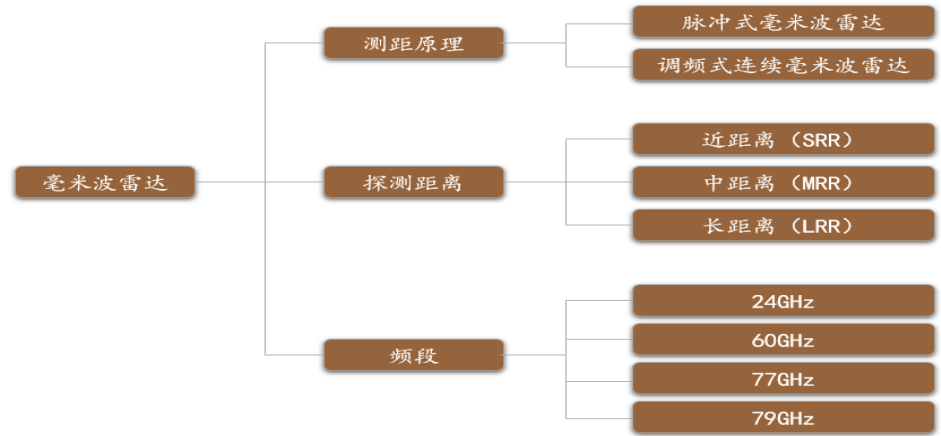 毫米波雷达
测距原理
脉冲式毫米波雷达
调频式连续毫米波雷达
探测距离
近距离（SRR）
中距离（MRR）
长距离（LRR）
频段
24GHz
60GHz
77GHz
79GHz